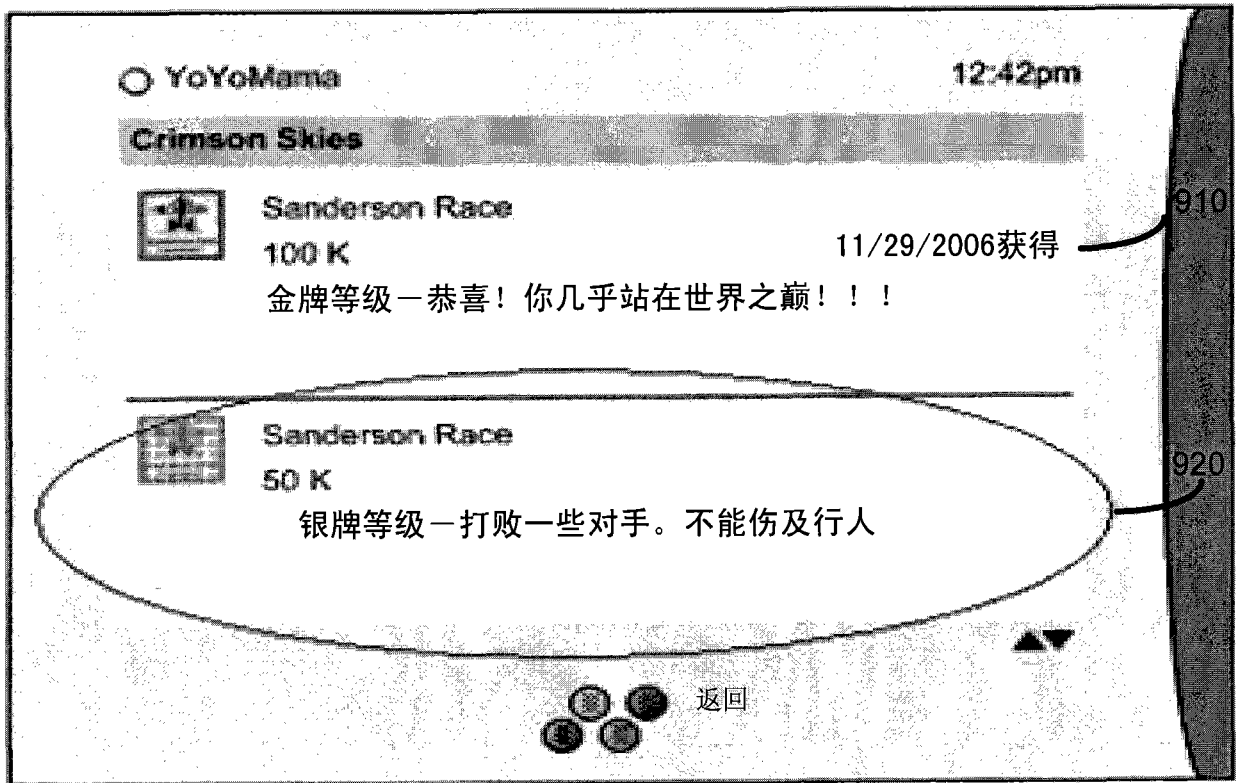 YoYoMama
12:42pm
Crimson Skies
Sanderson Race
910
100 K
11/29/2006获得
金牌等级－恭喜！你几乎站在世界之巅！！！
Sanderson Race
920
50 K
银牌等级－打败一些对手。不能伤及行人
返回